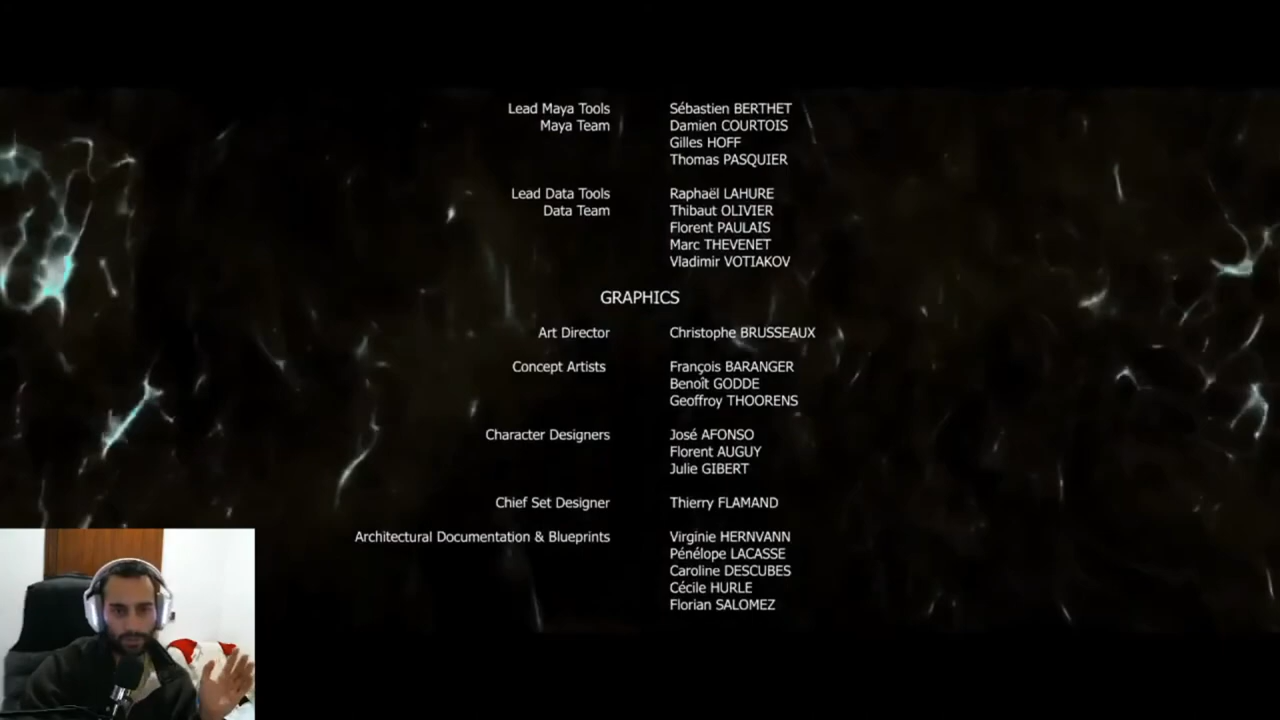 Lead Maya Tools Sébastien BERTHET
Maya Team Damien COURTOIS
Gilles HOFF
Thomas PASQUIER
Lead Data Tools Raphaël LAHURE
Data Team Thibaut OLIVIER
Florent PAULAIS
Marc THEVENET
Vladimir VOTIAKOV
GRAPHICS
Art Director Christophe BRUSSEAUX
Concept Artists François BARANGER
Benoît GODDE
Geoffroy THOORENS
Character Designers José AFONSO
Florent AUGUY
Julie GIBERT
Chief Set Designer Thierry FLAMAND
Architectural Documentation & Blueprints Virginie HERNVANN
Pénélope LACASSE
Caroline DESCUBES
Cécile HURLE
Florian SALOMEZ